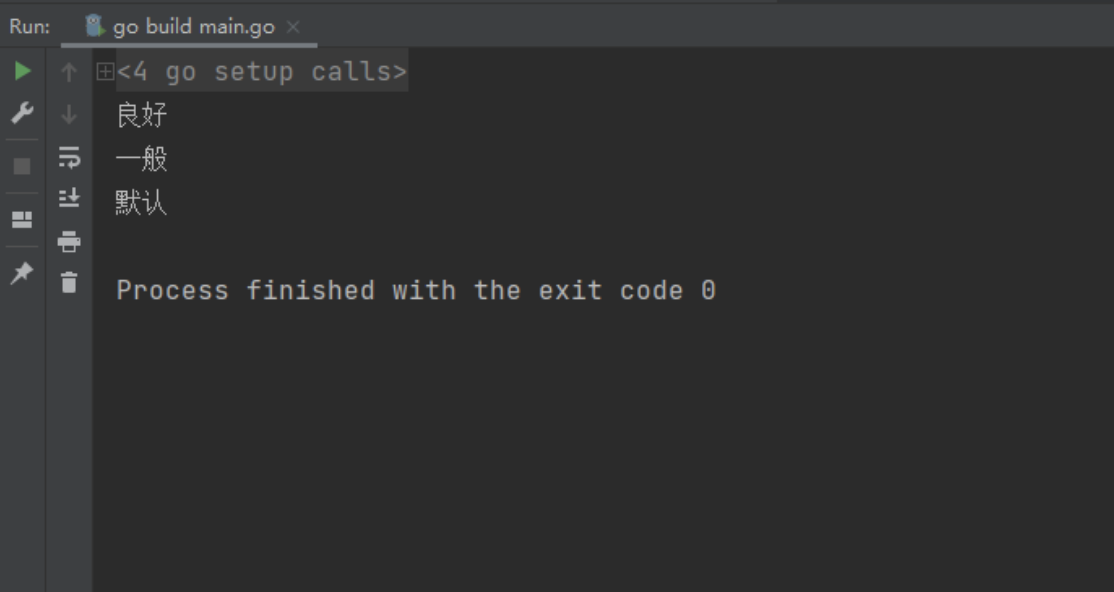 Run: go build main.go
<4 go setup calls>
良好
一般
默认
Process finished with the exit code 0